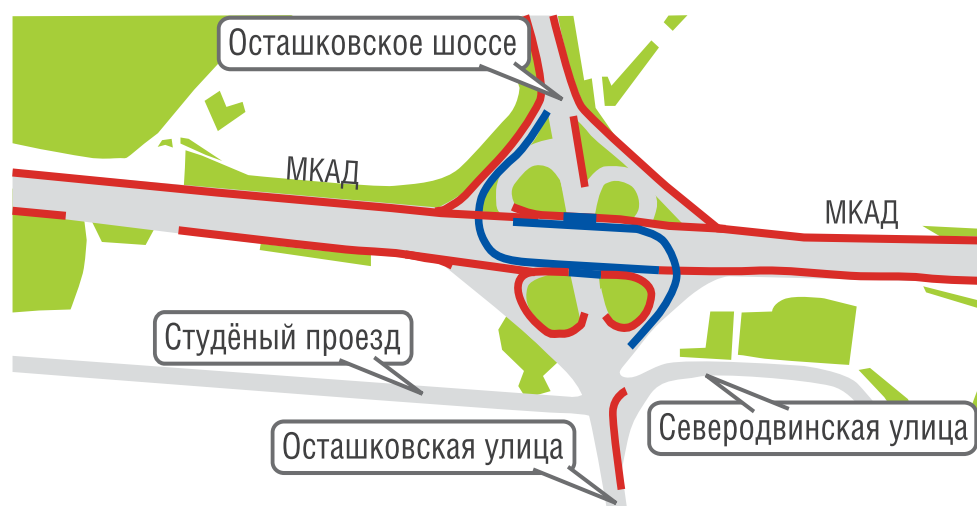 Осташковское шоссе
МКАД
МКАД
Студёный проезд
Северодвинская улица
Осташковская улица